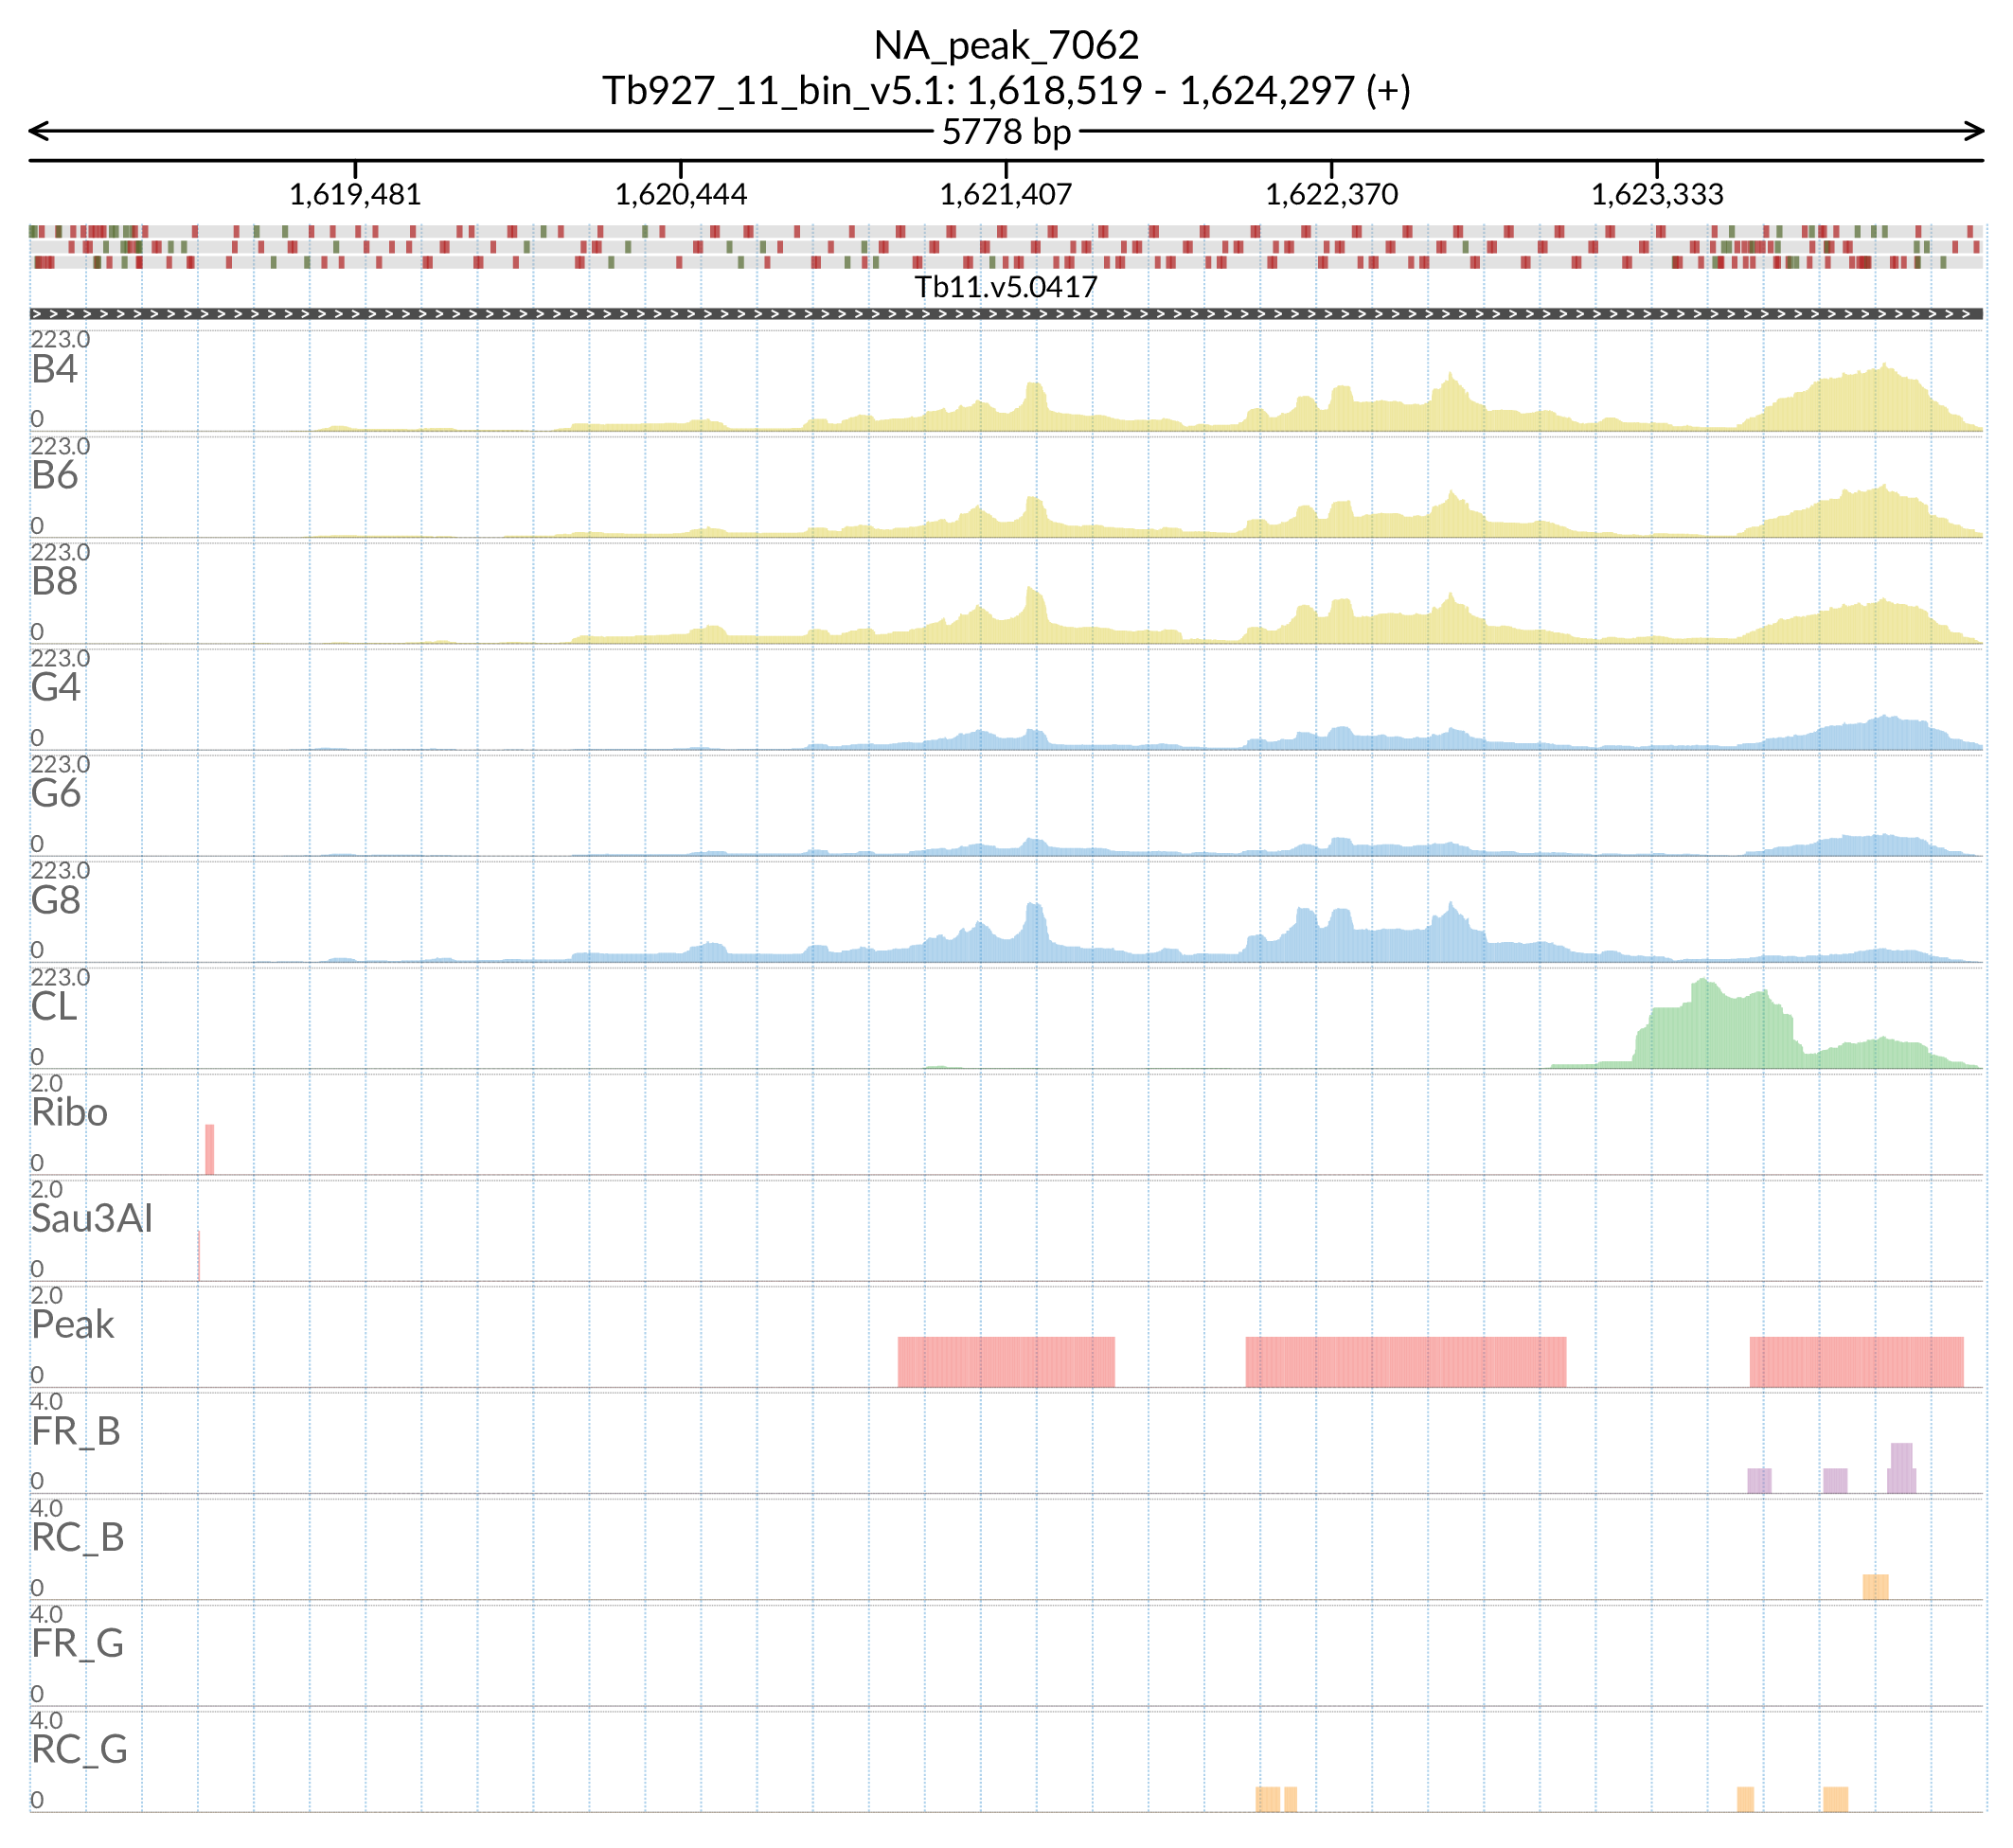 NA_peak_7062
Tb927_11_bin_v5.1: 1,618,519 - 1,624,297 (+)
5778 bp
1,619,481 1,620,444 1,621,407 1,622,370 1,623,333
Tb11.v5.0417
223.0
B4
0
223.0
B6
0
223.0
B8
0
223.0
G4
0
223.0
G6
0
223.0
G8
0
223.0
CL
0
2.0
Ribo
0
2.0
Sau3AI
0
2.0
Peak
0
4.0
FR_B
0
4.0
RC_B
0
4.0
FR_G
0
4.0
RC_G
0